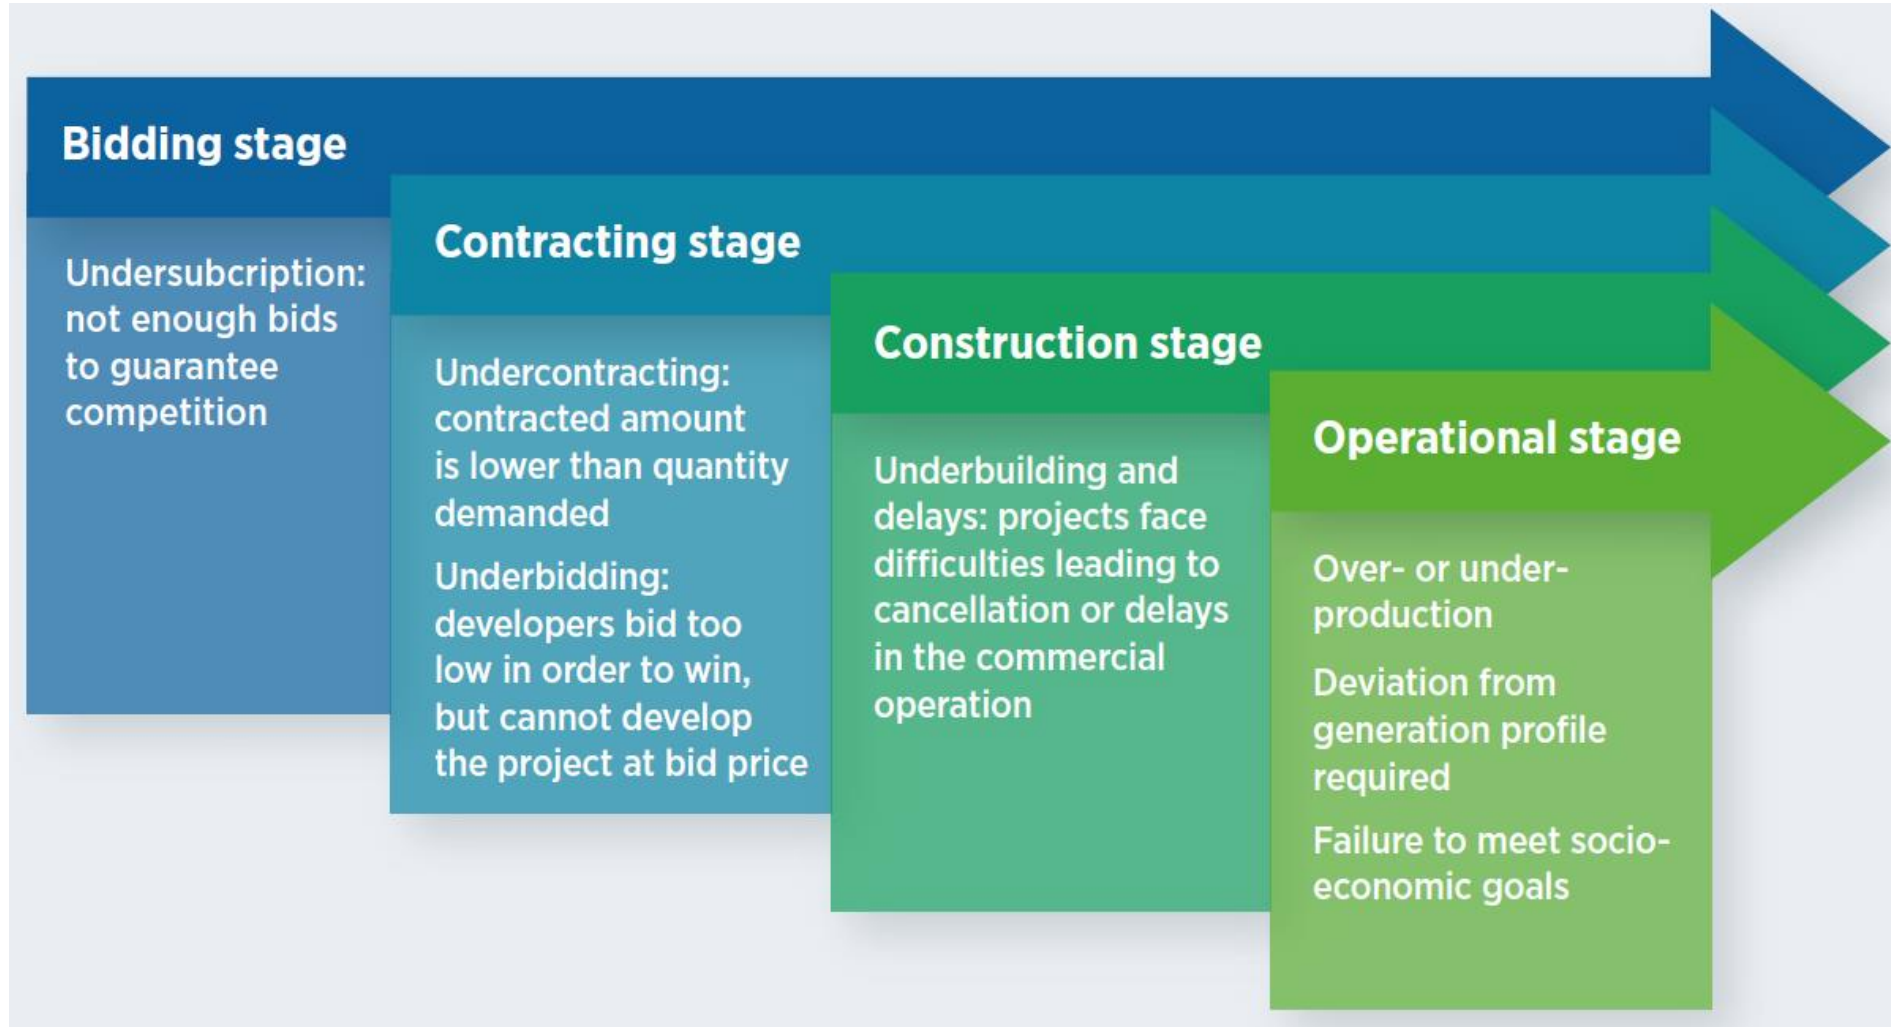 Bidding stage
Undersubcription:
not enough bids
to guarantee
competition
Contracting stage
Undercontracting:
contracted amount
is lower than quantity
demanded
Underbidding:
developers bid too
low in order to win,
but cannot develop
the project at bid price
Construction stage
Underbuilding and
delays: projects face
difficulties leading to
cancellation or delays
in the commercial
operation
Operational stage
Over- or under-
production
Deviation from
generation profile
required
Failure to meet socio-
economic goals